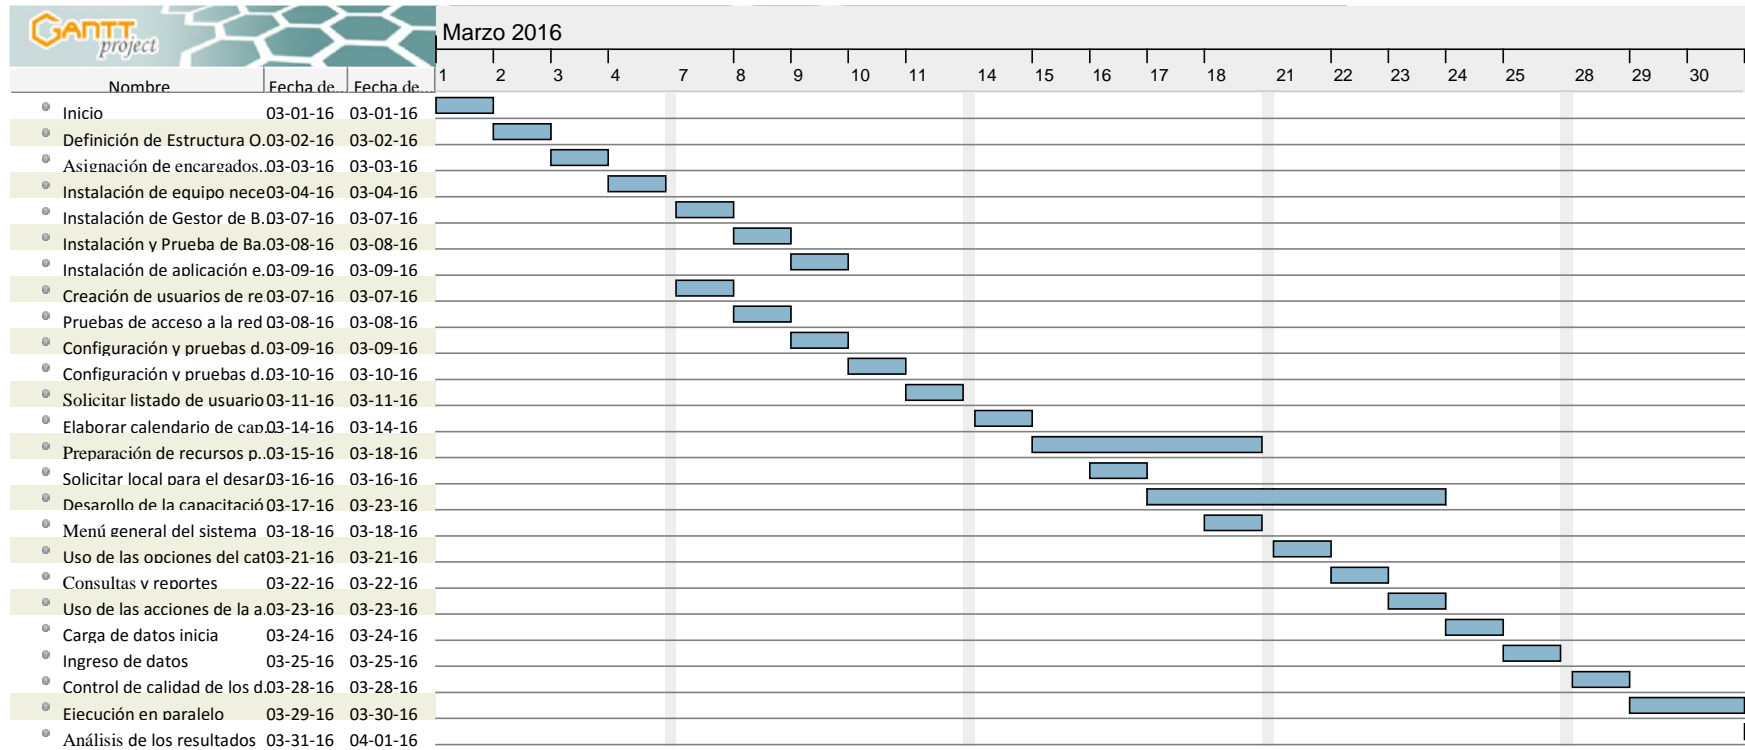 GANTT project
Marzo 2016
Nombre Fecha de... Fecha de...
1 2 3 4 7 8 9 10 11 14 15 16 17 18 21 22 23 24 25 28 29 30
Inicio 03-01-16 03-01-16
Definición de Estructura O. 03-02-16 03-02-16
Asignación de encargados.. 03-03-16 03-03-16
Instalación de equipo nece 03-04-16 03-04-16
Instalación de Gestor de B. 03-07-16 03-07-16
Instalación y Prueba de Ba. 03-08-16 03-08-16
Instalación de aplicación e. 03-09-16 03-09-16
Creación de usuarios de re 03-07-16 03-07-16
Pruebas de acceso a la red 03-08-16 03-08-16
Configuración y pruebas d. 03-09-16 03-09-16
Configuración y pruebas d.. 03-10-16 03-10-16
Solicitar listado de usuario 03-11-16 03-11-16
Elaborar calendario de cap. 03-14-16 03-14-16
Preparación de recursos p.. 03-15-16 03-18-16
Solicitar local para el desar. 03-16-16 03-16-16
Desarollo de la capacitació 03-17-16 03-23-16
Menú general del sistema 03-18-16 03-18-16
Uso de las opciones del cat 03-21-16 03-21-16
Consultas y reportes 03-22-16 03-22-16
Uso de las acciones de la a. 03-23-16 03-23-16
Carga de datos inicia 03-24-16 03-24-16
Ingreso de datos 03-25-16 03-25-16
Control de calidad de los d. 03-28-16 03-28-16
Ejecución en paralelo 03-29-16 03-30-16
Análisis de los resultados 03-31-16 04-01-16